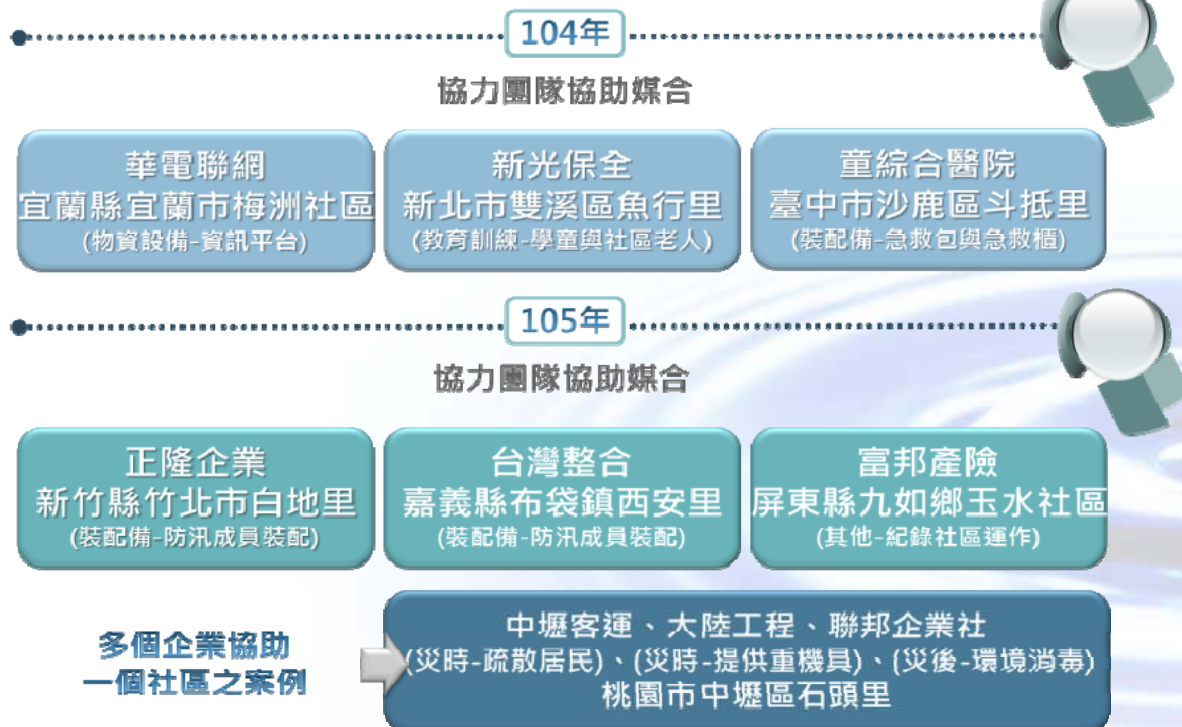 104年
協力團隊協助媒合
華電聯網
宜蘭縣宜蘭市梅洲社區
(物資設備-資訊平台)
新光保全
新北市雙溪區魚行里
(教育訓練-學童與社區老人)
童綜合醫院
臺中市沙鹿區斗抵里
(裝配備-急救包與急救櫃)
105年
協力團隊協助媒合
正隆企業
新竹縣竹北市白地里
(裝配備-防汛成員裝配)
台灣整合
嘉義縣布袋鎮西安里
(裝配備-防汛成員裝配)
富邦產險
屏東縣九如鄉玉水社區
(其他-紀錄社區運作)
多個企業協助
一個社區之案例
中壢客運、大陸工程、聯邦企業社
(災時-疏散居民)、(災時-提供重機具)、(災後-環境消毒)
桃園市中壢區石頭里